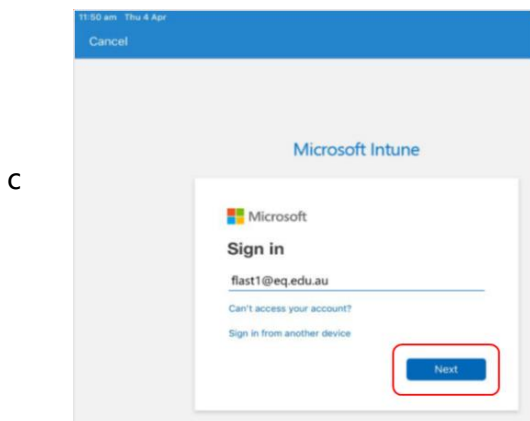 11:50 am Thu 4 Apr
Cancel
Microsoft Intune
C
Microsoft
Sign in
flast1@eq.edu.au
Can't access your account?
Sign in from another device
Next